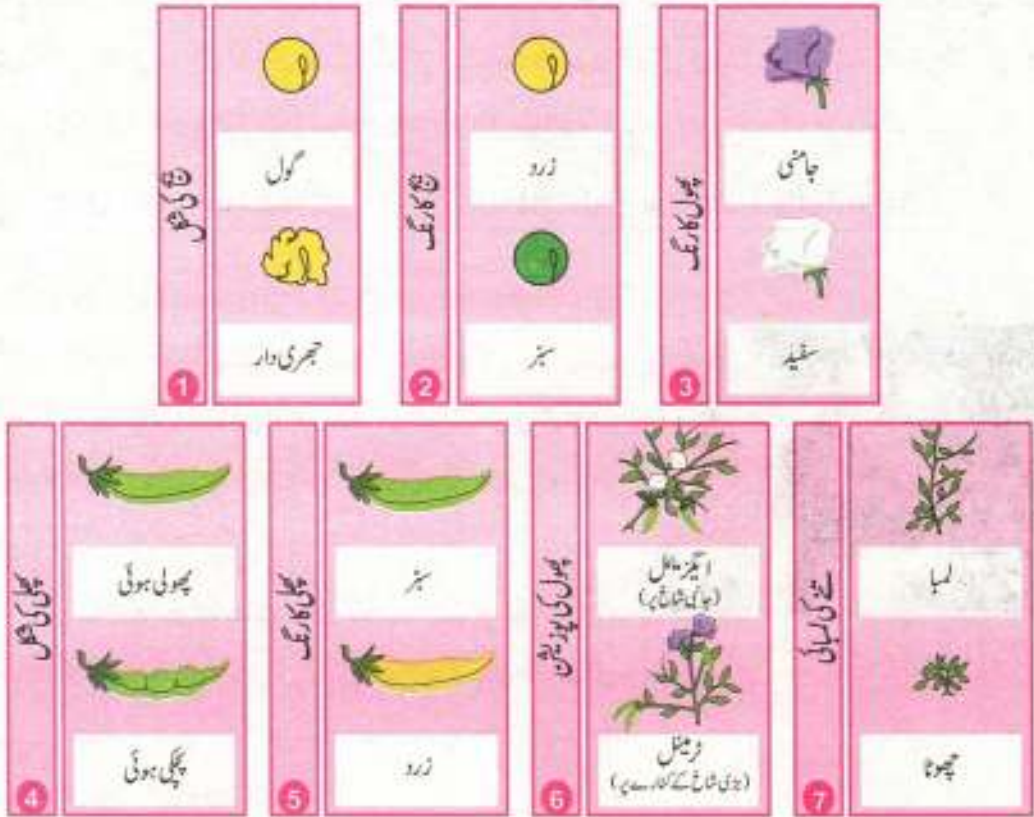 بیج کی شکل
گول
جھری دار
1
بیج کا رنگ
زرد
سبز
2
پھول کا رنگ
جامنی
سفید
3
پھلی کی شکل
پھولی ہوئی
پچکی ہوئی
4
پھلی کا رنگ
سبز
زرد
5
پھول کی پوزیشن
ایگزیائل
(جانبی شاخ پر)
ٹرمینل
(بڑی شاخ کے کنارے پر)
6
تنے کی لمبائی
لمبا
چھوٹا
7